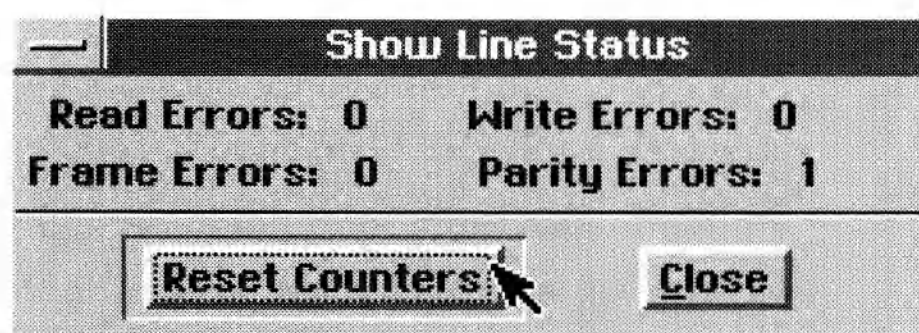 Show Line Status
Read Errors: 0 Write Errors: 0
Frame Errors: 0 Parity Errors: 1
Reset Counters Close